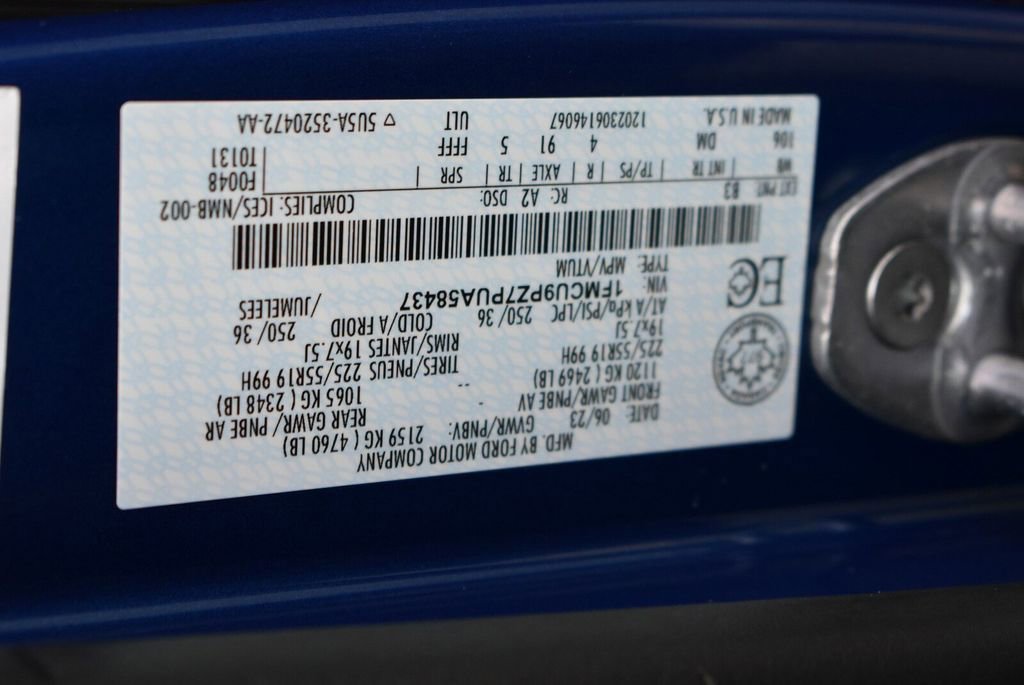 MFD. BY FORD MOTOR COMPANY
DATE: 06/23 GVWR/PNBV: 2159 KG ( 4760 LB)
FRONT GAWR/PNBE AV REAR GAWR/ PNBE AR
1120 KG ( 2469 LB) 1065 KG ( 2348 LB)
225/55R19 99H TIRES/PNEUS 225/55R19 99H
19x7.5J RIMS/JANTES 19x7.5J
AT/A kPa/PSI/LPC 250/ 36 COLD/A FROID 250/ 36
VIN: 1FMCU9PZ7PUA58437 /JUMELEES
TYPE: MPV/VTUM
EC
EXT PNT: B3 RC: A2 DSO: COMPLIES: ICES/NMB-002
WB | INT TR | TP/PS | R | AXLE | TR | SPR | F0048
106 DM 4 91 5 FFFF T0131
MADE IN U.S.A. 1202306146067 ULT ▽ 5U5A-3520472-AA